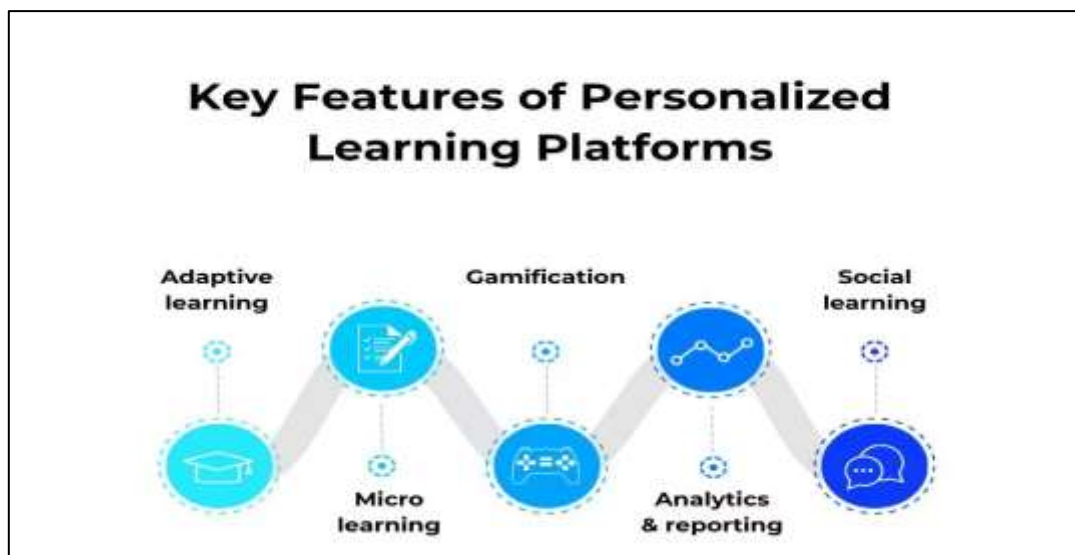 Key Features of Personalized
Learning Platforms
Adaptive
learning
Gamification
Social
learning
Micro
learning
Analytics
& reporting